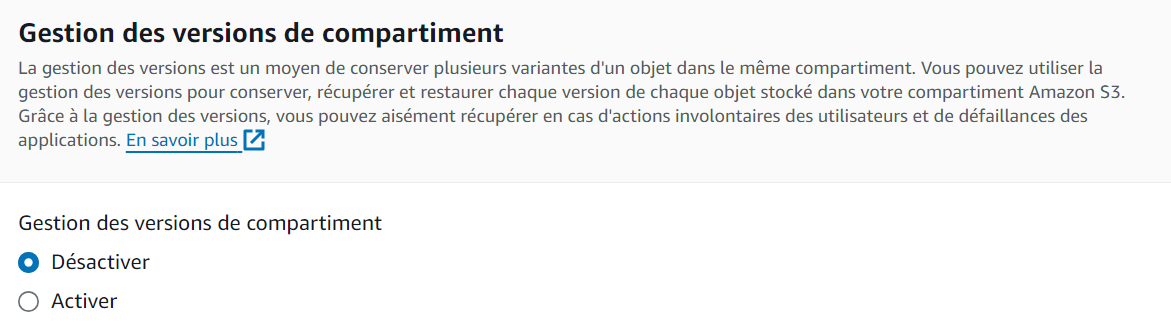 Gestion des versions de compartiment
La gestion des versions est un moyen de conserver plusieurs variantes d'un objet dans le même compartiment. Vous pouvez utiliser la
gestion des versions pour conserver, récupérer et restaurer chaque version de chaque objet stocké dans votre compartiment Amazon S3.
Grâce à la gestion des versions, vous pouvez aisément récupérer en cas d'actions involontaires des utilisateurs et de défaillances des
applications. En savoir plus
Gestion des versions de compartiment
Désactiver
Activer